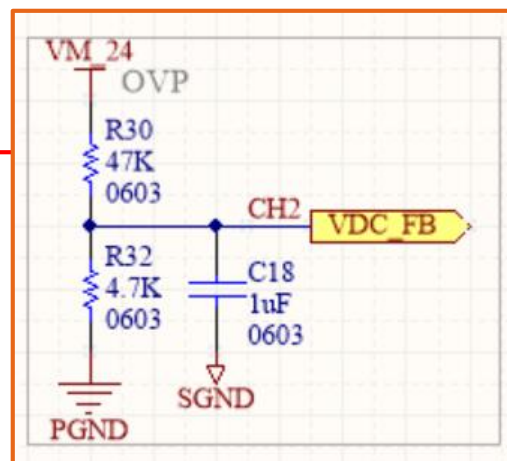 VM_24
OVP
R30
47K
0603
CH2
VDC_FB
R32
4.7K
0603
C18
1uF
0603
SGND
PGND